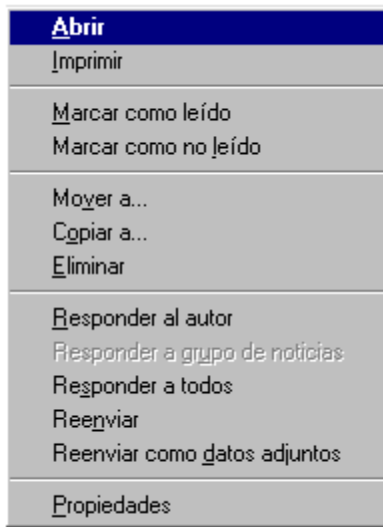 Abrir
Imprimir
Marcar como leído
Marcar como no leído
Mover a...
Copiar a...
Eliminar
Responder al autor
Responder a grupo de noticias
Responder a todos
Reenviar
Reenviar como datos adjuntos
Propiedades